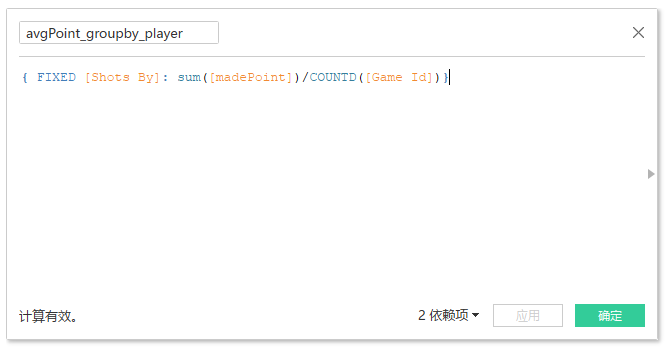 avgPoint_groupby_player
{ FIXED [Shots By]: sum([madePoint])/COUNTD([Game Id])}
计算有效。
2 依赖项
应用
确定